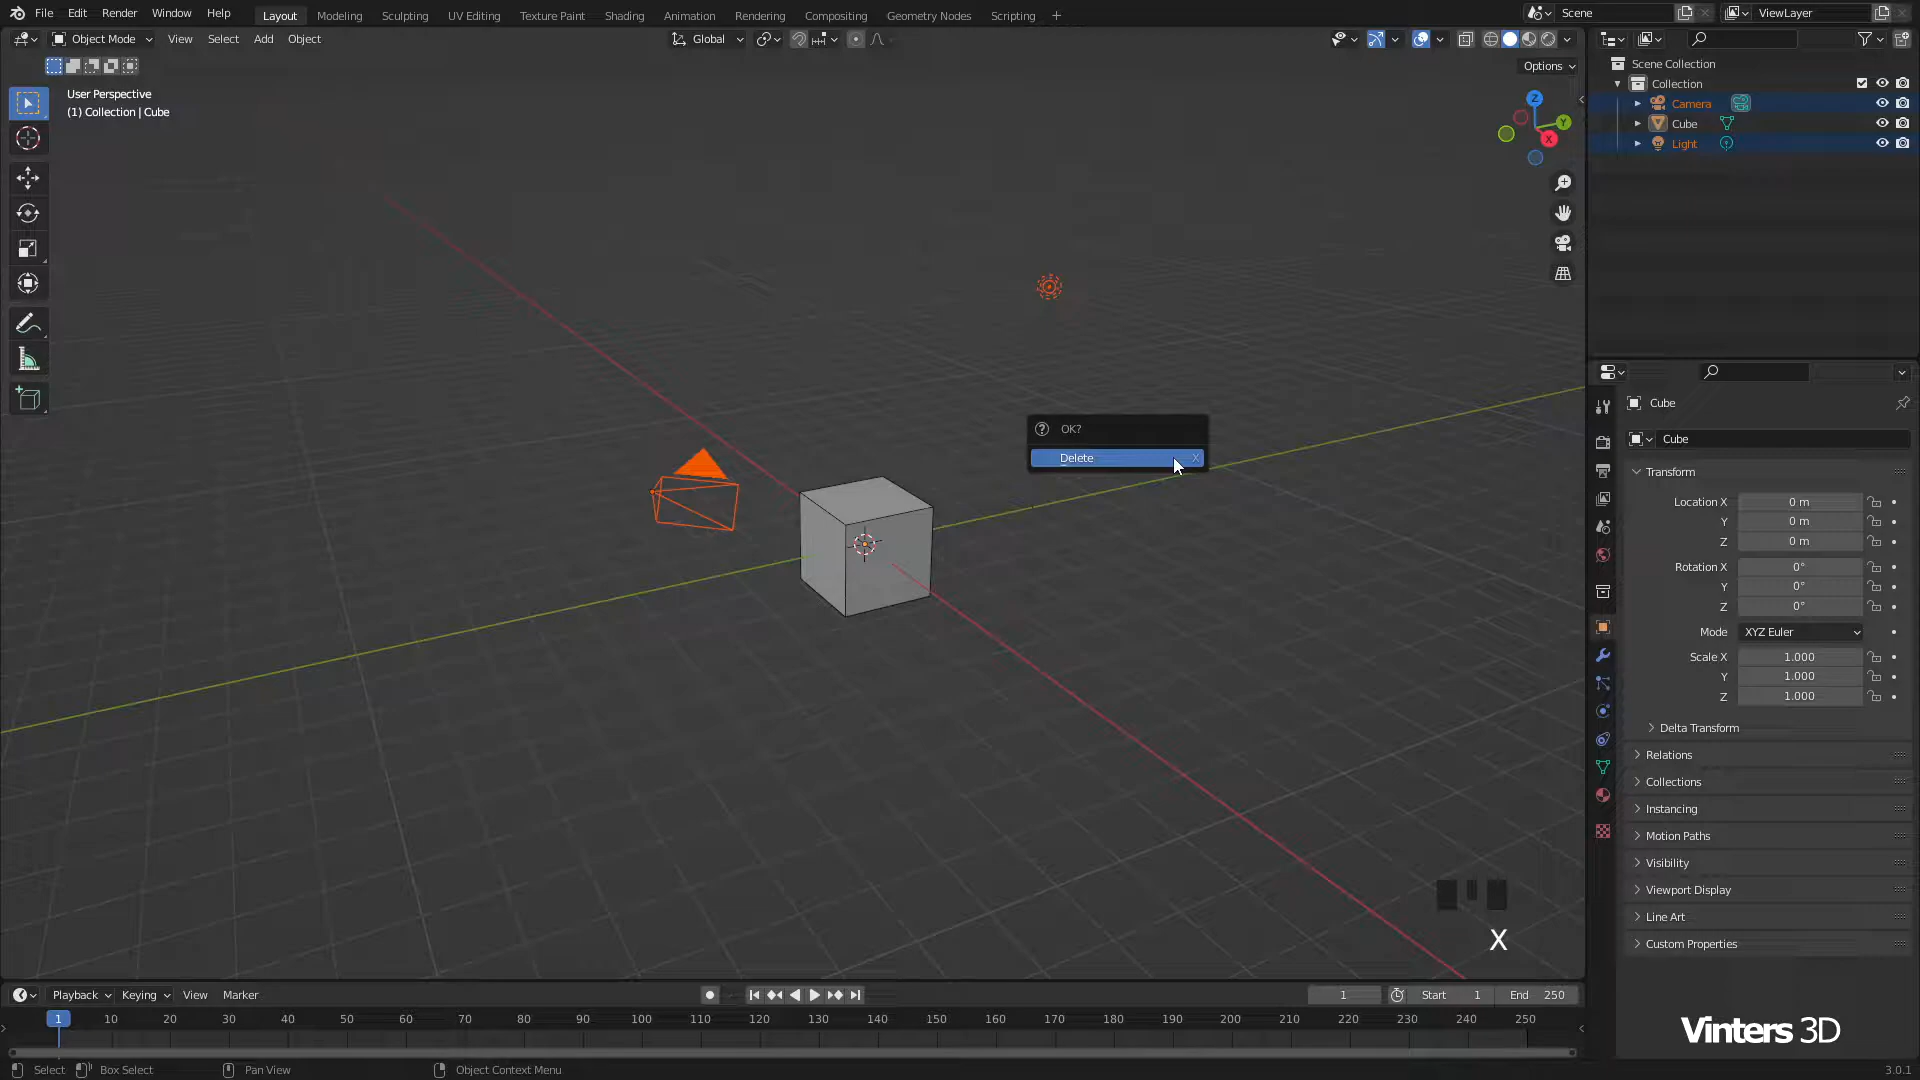 File Edit Render Window Help Layout Modeling Sculpting UV Editing Texture Paint Shading Animation Rendering Compositing Geometry Nodes Scripting + Scene ViewLayer
Object Mode View Select Add Object Global
Options
User Perspective
(1) Collection | Cube
Z
Y
X
Scene Collection
Collection
Camera
Cube
Light
OK?
Delete X
Cube
Cube
Transform
Location X 0 m
Y 0 m
Z 0 m
Rotation X 0°
Y 0°
Z 0°
Mode XYZ Euler
Scale X 1.000
Y 1.000
Z 1.000
Delta Transform
Relations
Collections
Instancing
Motion Paths
Visibility
Viewport Display
Line Art
Custom Properties
X
Playback Keying View Marker 1 Start 1 End 250
1 10 20 30 40 50 60 70 80 90 100 110 120 130 140 150 160 170 180 190 200 210 220 230 240 250
Vinters 3D
Select Box Select Pan View Object Context Menu 3.0.1